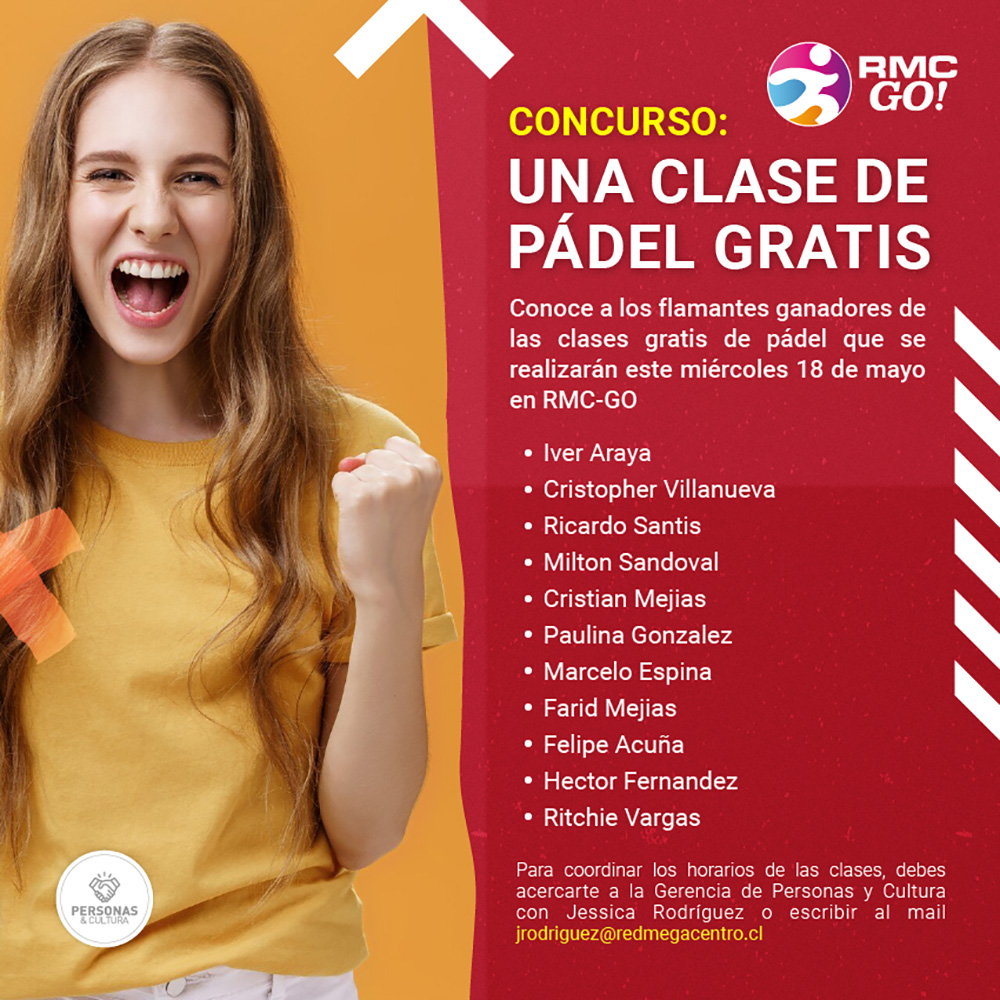 RMC
GO!
CONCURSO:
UNA CLASE DE
PÁDEL GRATIS
Conoce a los flamantes ganadores de
las clases gratis de pádel que se
realizarán este miércoles 18 de mayo
en RMC-GO
• Iver Araya
• Cristopher Villanueva
• Ricardo Santis
• Milton Sandoval
• Cristian Mejias
• Paulina Gonzalez
• Marcelo Espina
• Farid Mejias
• Felipe Acuña
• Hector Fernandez
• Ritchie Vargas
Para coordinar los horarios de las clases, debes
acercarte a la Gerencia de Personas y Cultura
con Jessica Rodríguez o escribir al mail
jrodriguez@redmegacentro.cl
PERSONAS
& CULTURA